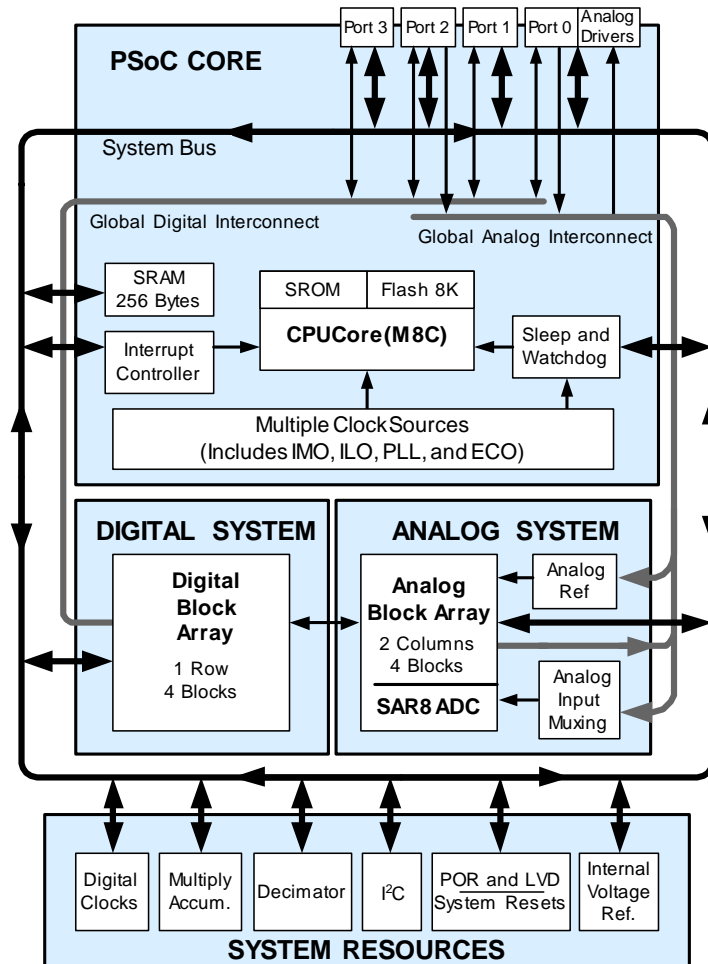 Port 3
Port 2
Port 1
Port 0
Analog
Drivers
PSoC CORE
System Bus
Global Digital Interconnect
Global Analog Interconnect
SRAM
256 Bytes
SROM
Flash 8K
CPUCore(M8C)
Interrupt
Controller
Sleep and
Watchdog
Multiple Clock Sources
(Includes IMO, ILO, PLL, and ECO)
DIGITAL SYSTEM
ANALOG SYSTEM
Digital
Block
Array
1 Row
4 Blocks
Analog
Block Array
2 Columns
4 Blocks
SAR8 ADC
Analog
Ref
Analog
Input
Muxing
Digital
Clocks
Multiply
Accum.
Decimator
I²C
POR and LVD
System Resets
Internal
Voltage
Ref.
SYSTEM RESOURCES